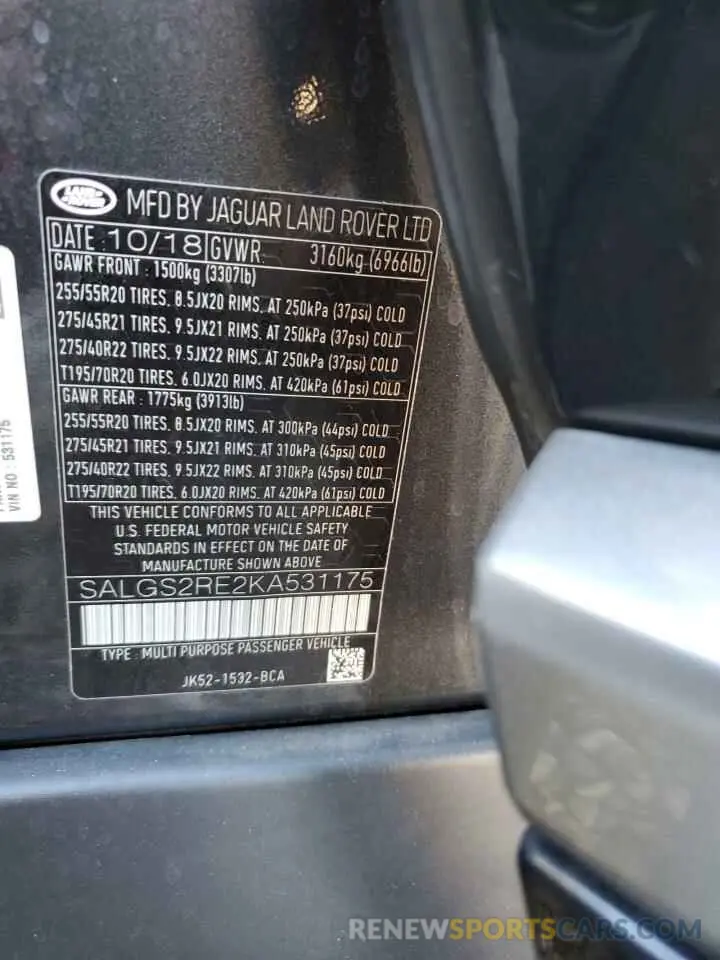 LAND ROVER
MFD BY JAGUAR LAND ROVER LTD
DATE: 10/18 GVWR. 3160kg (6966lb)
GAWR FRONT: 1500kg (3307lb)
255/55R20 TIRES. 8.5JX20 RIMS. AT 250kPa (37psi) COLD
275/45R21 TIRES. 9.5JX21 RIMS. AT 250kPa (37psi) COLD
275/40R22 TIRES. 9.5JX22 RIMS. AT 250kPa (37psi) COLD
T195/70R20 TIRES. 6.0JX20 RIMS. AT 420kPa (61psi) COLD
GAWR REAR: 1775kg (3913lb)
255/55R20 TIRES. 8.5JX20 RIMS. AT 300kPa (44psi) COLD
275/45R21 TIRES. 9.5JX21 RIMS. AT 310kPa (45psi) COLD
275/40R22 TIRES. 9.5JX22 RIMS. AT 310kPa (45psi) COLD
T195/70R20 TIRES. 6.0JX20 RIMS. AT 420kPa (61psi) COLD
THIS VEHICLE CONFORMS TO ALL APPLICABLE
U.S. FEDERAL MOTOR VEHICLE SAFETY
STANDARDS IN EFFECT ON THE DATE OF
MANUFACTURE SHOWN ABOVE
SALGS2RE2KA531175
TYPE: MULTI PURPOSE PASSENGER VEHICLE
JK52-1532-BCA
VIN NO: 531175
RENEWSPORTSCARS.COM